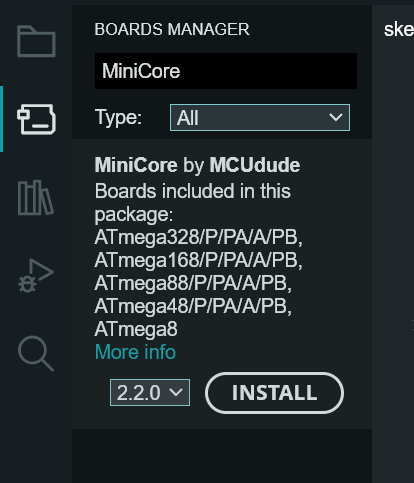 BOARDS MANAGER
ske
MiniCore
Type: All
MiniCore by MCUdude
Boards included in this
package:
ATmega328/P/PA/A/PB,
ATmega168/P/PA/A/PB,
ATmega88/P/PA/A/PB,
ATmega48/P/PA/A/PB,
ATmega8
More info
2.2.0 INSTALL